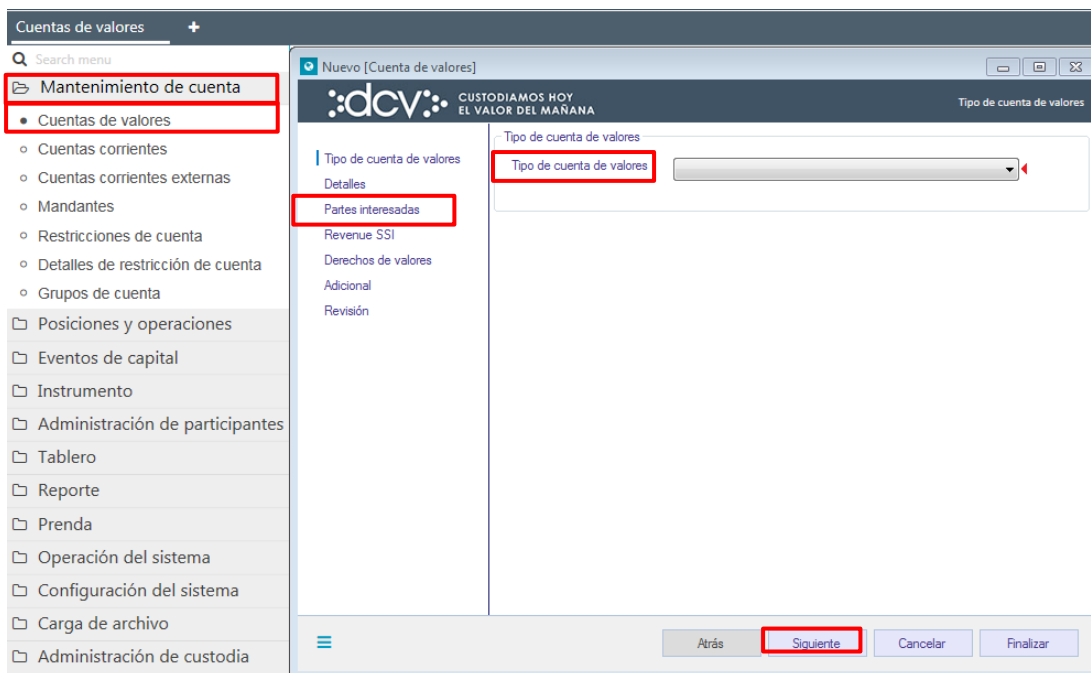 Cuentas de valores +
Search menu
Mantenimiento de cuenta
Cuentas de valores
Cuentas corrientes
Cuentas corrientes externas
Mandantes
Restricciones de cuenta
Detalles de restricción de cuenta
Grupos de cuenta
Posiciones y operaciones
Eventos de capital
Instrumento
Administración de participantes
Tablero
Reporte
Prenda
Operación del sistema
Configuración del sistema
Carga de archivo
Administración de custodia
Nuevo [Cuenta de valores]
dcv
CUSTODIAMOS HOY
EL VALOR DEL MAÑANA
Tipo de cuenta de valores
Tipo de cuenta de valores
Detalles
Partes interesadas
Revenue SSI
Derechos de valores
Adicional
Revisión
Tipo de cuenta de valores
Tipo de cuenta de valores
Atrás
Siguiente
Cancelar
Finalizar